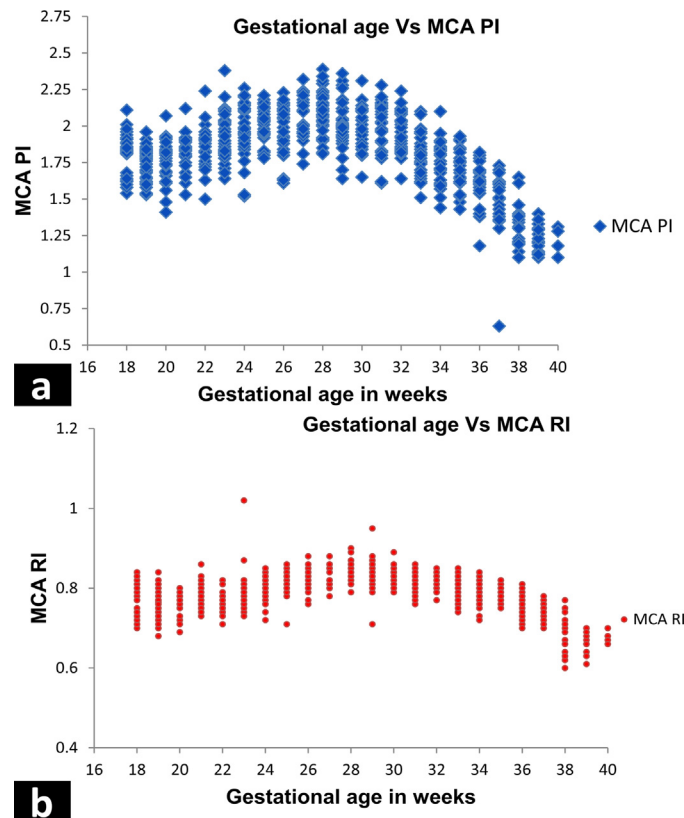 Gestational age Vs MCA PI
2.75
2.5
2.25
2
1.75
1.5
1.25
1
0.75
0.5
MCA PI
MCA PI
16 18 20 22 24 26 28 30 32 34 36 38 40
Gestational age in weeks
a
Gestational age Vs MCA RI
1.2
1
0.8
0.6
0.4
MCA RI
MCA RI
16 18 20 22 24 26 28 30 32 34 36 38 40
Gestational age in weeks
b